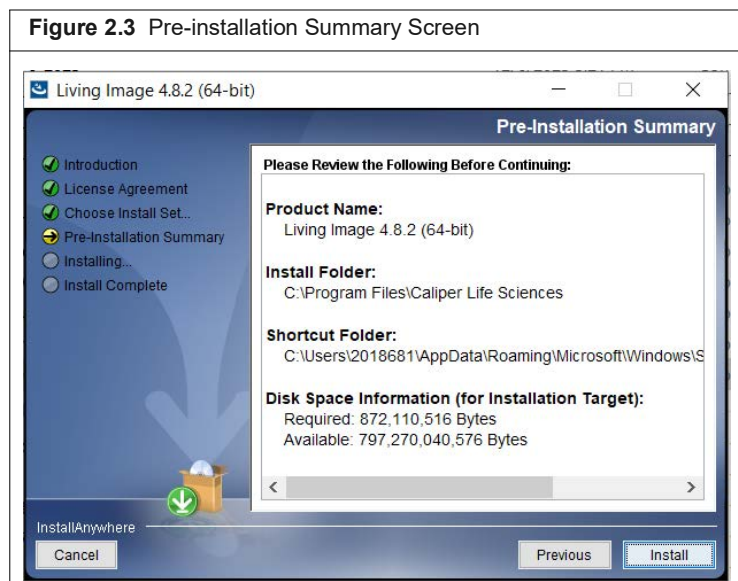 Figure 2.3 Pre-installation Summary Screen
Living Image 4.8.2 (64-bit)
Pre-Installation Summary
Introduction
License Agreement
Choose Install Set...
Pre-Installation Summary
Installing...
Install Complete
Please Review the Following Before Continuing:
Product Name:
Living Image 4.8.2 (64-bit)
Install Folder:
C:\Program Files\Caliper Life Sciences
Shortcut Folder:
C:\Users\2018681\AppData\Roaming\Microsoft\Windows\S
Disk Space Information (for Installation Target):
Required: 872,110,516 Bytes
Available: 797,270,040,576 Bytes
InstallAnywhere
Cancel
Previous
Install